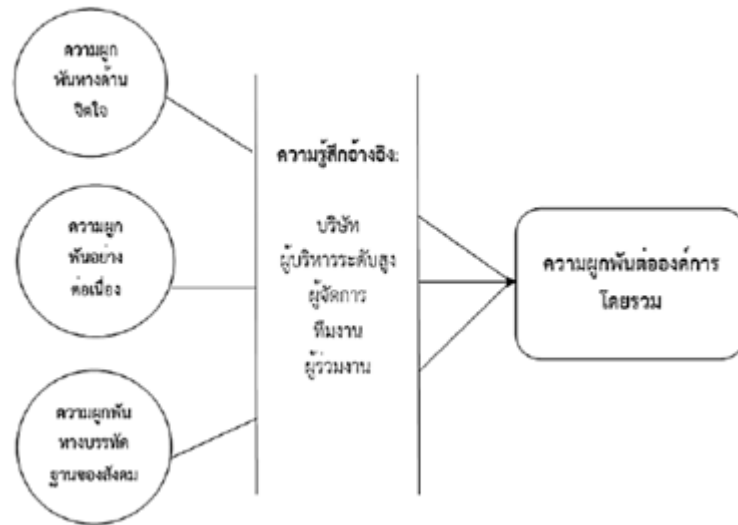 ความผูก
พันทางด้าน
จิตใจ
ความผูก
พันอย่าง
ต่อเนื่อง
ความผูกพัน
ทางบรรทัด
ฐานของสังคม
ความรู้สึกอ้างอิง:
บริษัท
ผู้บริหารระดับสูง
ผู้จัดการ
ทีมงาน
ผู้ร่วมงาน
ความผูกพันต่อองค์การ
โดยรวม